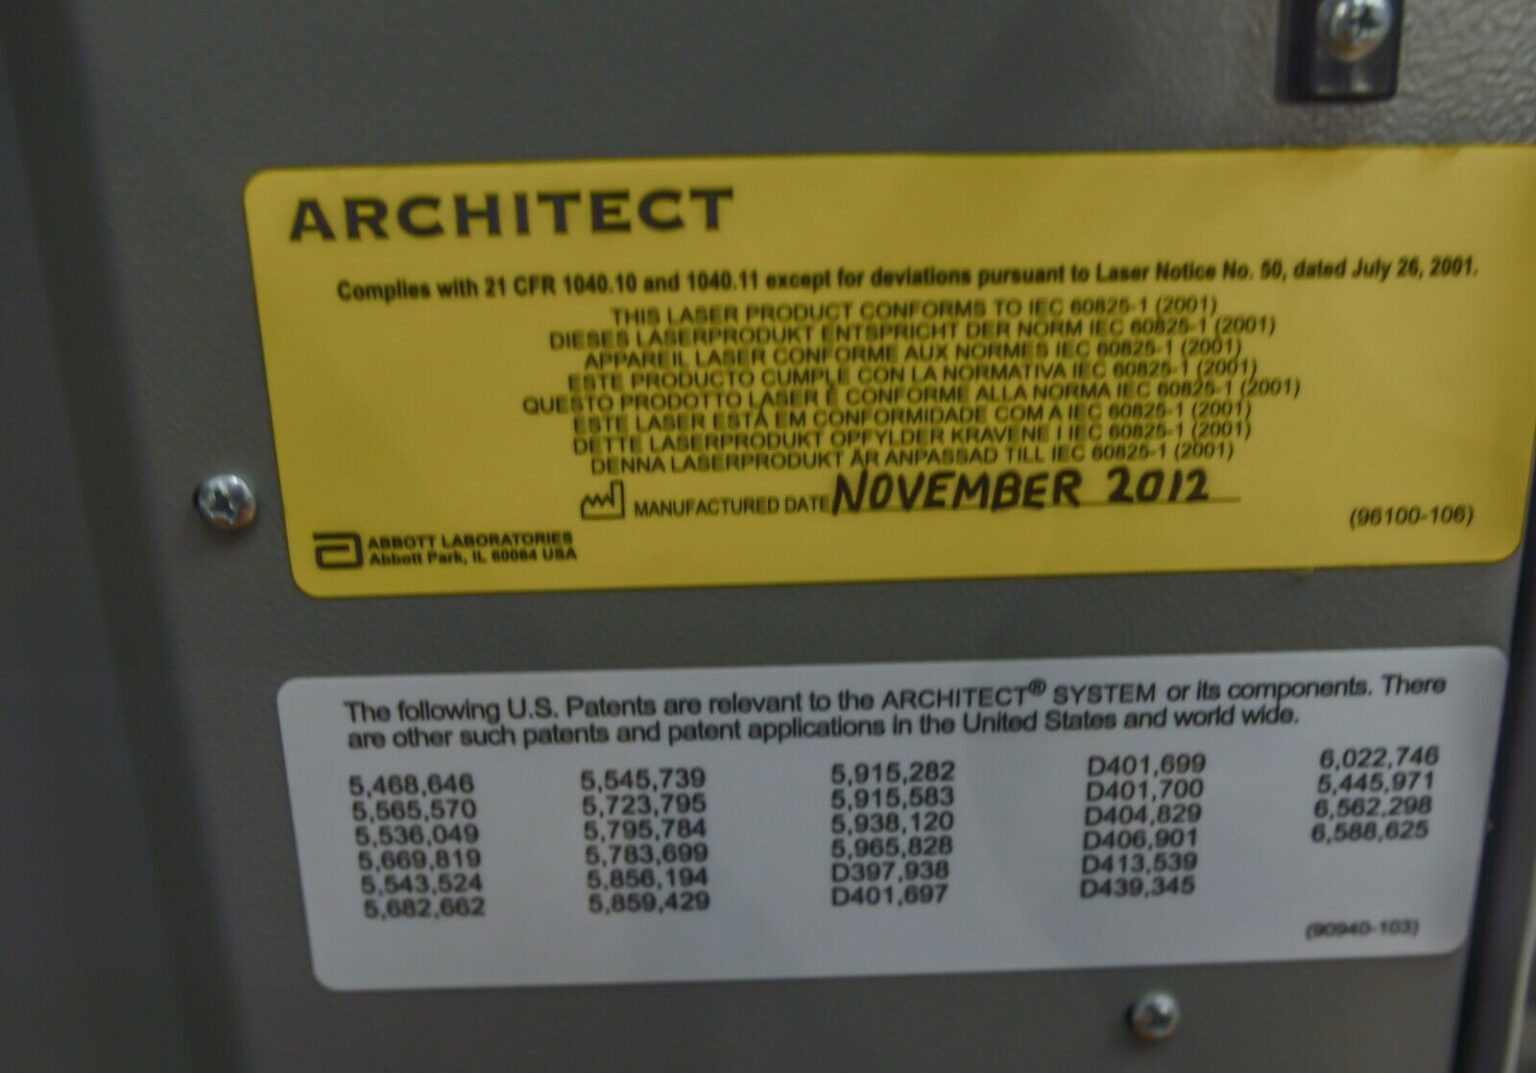 ARCHITECT
Complies with 21 CFR 1040.10 and 1040.11 except for deviations pursuant to Laser Notice No. 50, dated July 26, 2001.
THIS LASER PRODUCT CONFORMS TO IEC 60825-1 (2001)
DIESES LASERPRODUKT ENTSPRICHT DER NORM IEC 60825-1 (2001)
APPAREIL LASER CONFORME AUX NORMES IEC 60825-1 (2001)
ESTE PRODUCTO CUMPLE CON LA NORMATIVA IEC 60825-1 (2001)
QUESTO PRODOTTO LASER È CONFORME ALLA NORMA IEC 60825-1 (2001)
ESTE LASER ESTÁ EM CONFORMIDADE COM A IEC 60825-1 (2001)
DETTE LASERPRODUKT OPFYLDER KRAVENE I IEC 60825-1 (2001)
DENNA LASERPRODUKT ÄR ANPASSAD TILL IEC 60825-1 (2001)
MANUFACTURED DATE NOVEMBER 2012
(96100-106)
ABBOTT LABORATORIES
Abbott Park, IL 60064 USA
The following U.S. Patents are relevant to the ARCHITECT® SYSTEM or its components. There
are other such patents and patent applications in the United States and world wide.
5,468,646 5,545,739 5,915,282 D401,699 6,022,746
5,565,570 5,723,795 5,915,583 D401,700 5,445,971
5,536,049 5,795,784 5,938,120 D404,829 6,562,298
5,669,819 5,783,699 5,965,828 D406,901 6,588,625
5,543,524 5,856,194 D397,938 D413,539
5,682,662 5,859,429 D401,697 D439,345
(90940-103)